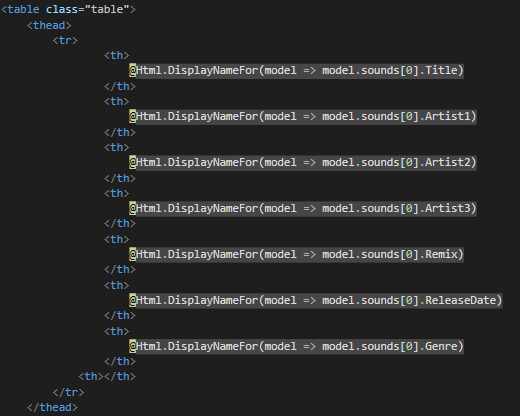 <table class="table">
<thead>
<tr>
<th>
@Html.DisplayNameFor(model => model.sounds[0].Title)
</th>
<th>
@Html.DisplayNameFor(model => model.sounds[0].Artist1)
</th>
<th>
@Html.DisplayNameFor(model => model.sounds[0].Artist2)
</th>
<th>
@Html.DisplayNameFor(model => model.sounds[0].Artist3)
</th>
<th>
@Html.DisplayNameFor(model => model.sounds[0].Remix)
</th>
<th>
@Html.DisplayNameFor(model => model.sounds[0].ReleaseDate)
</th>
<th>
@Html.DisplayNameFor(model => model.sounds[0].Genre)
</th>
<th></th>
</tr>
</thead>